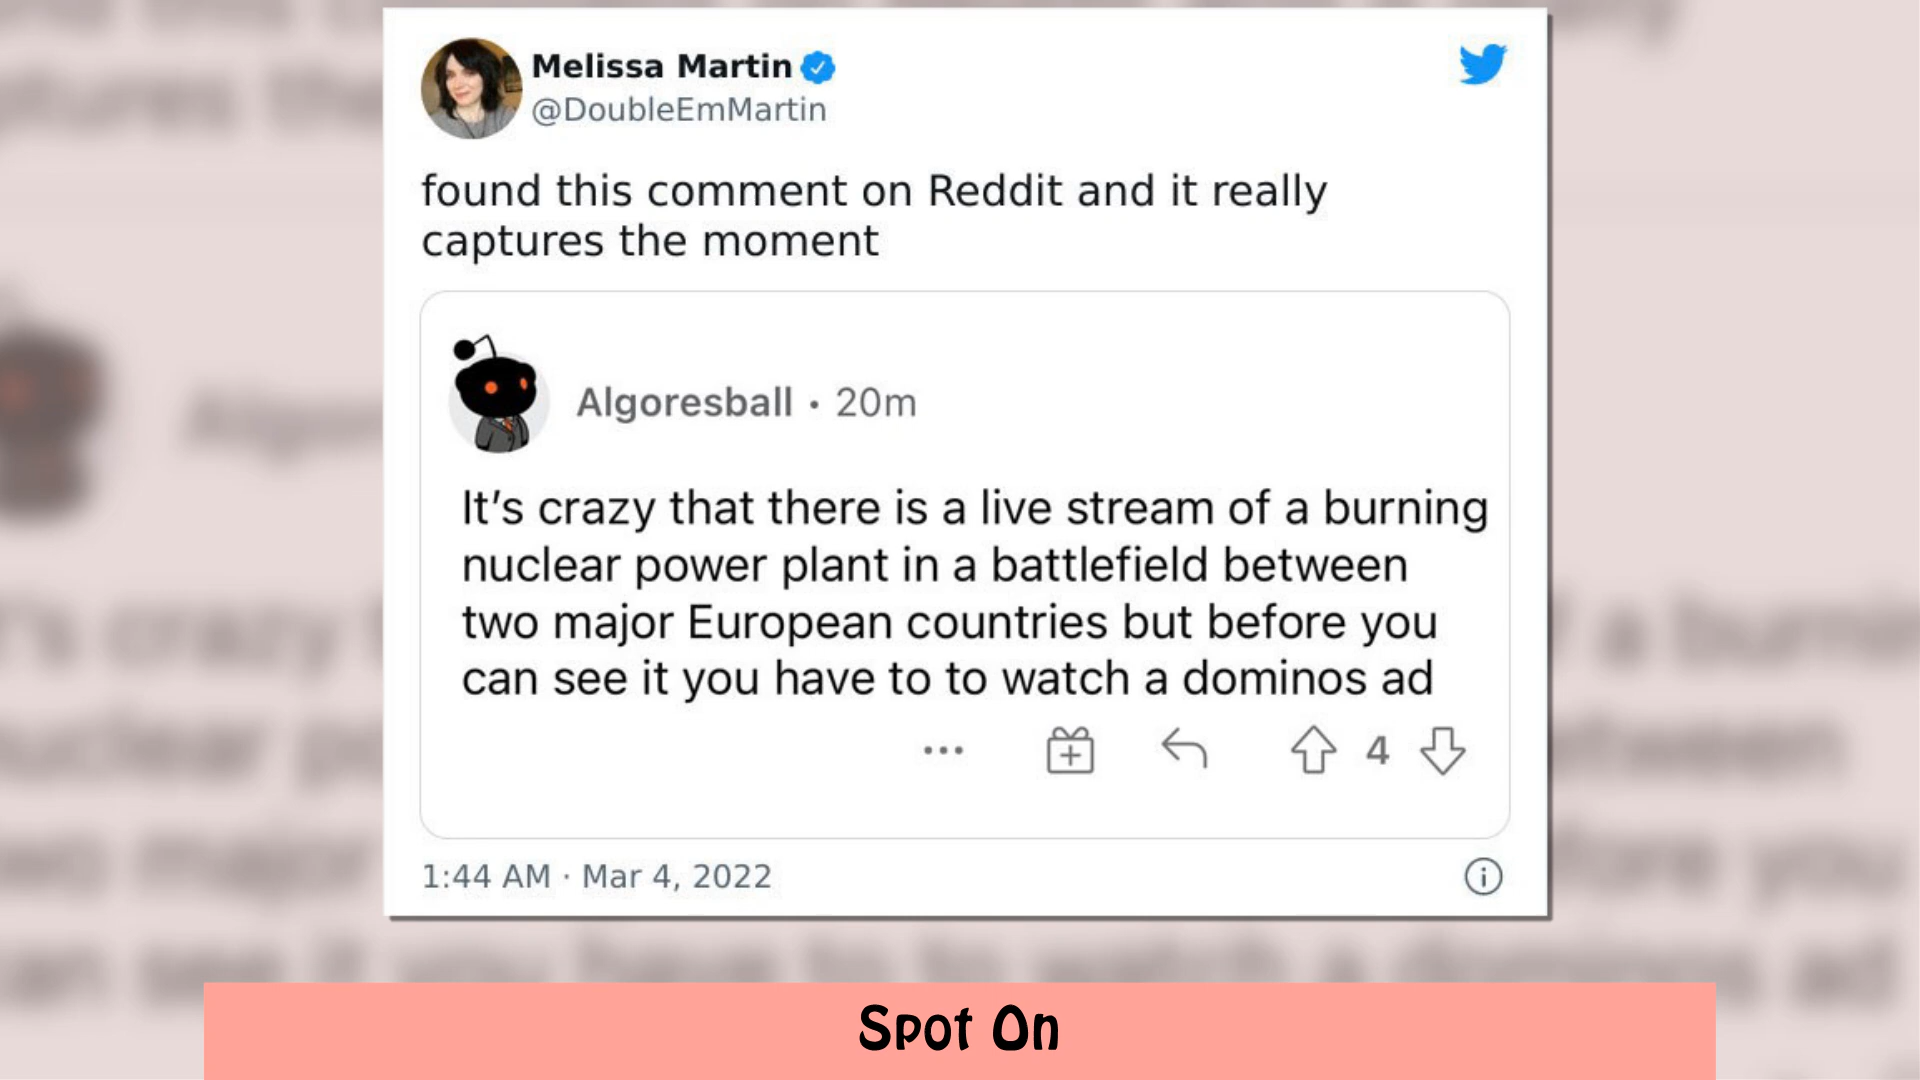 Melissa Martin
@DoubleEmMartin
found this comment on Reddit and it really
captures the moment
Algoresball · 20m
It’s crazy that there is a live stream of a burning
nuclear power plant in a battlefield between
two major European countries but before you
can see it you have to to watch a dominos ad
4
1:44 AM · Mar 4, 2022
Spot On